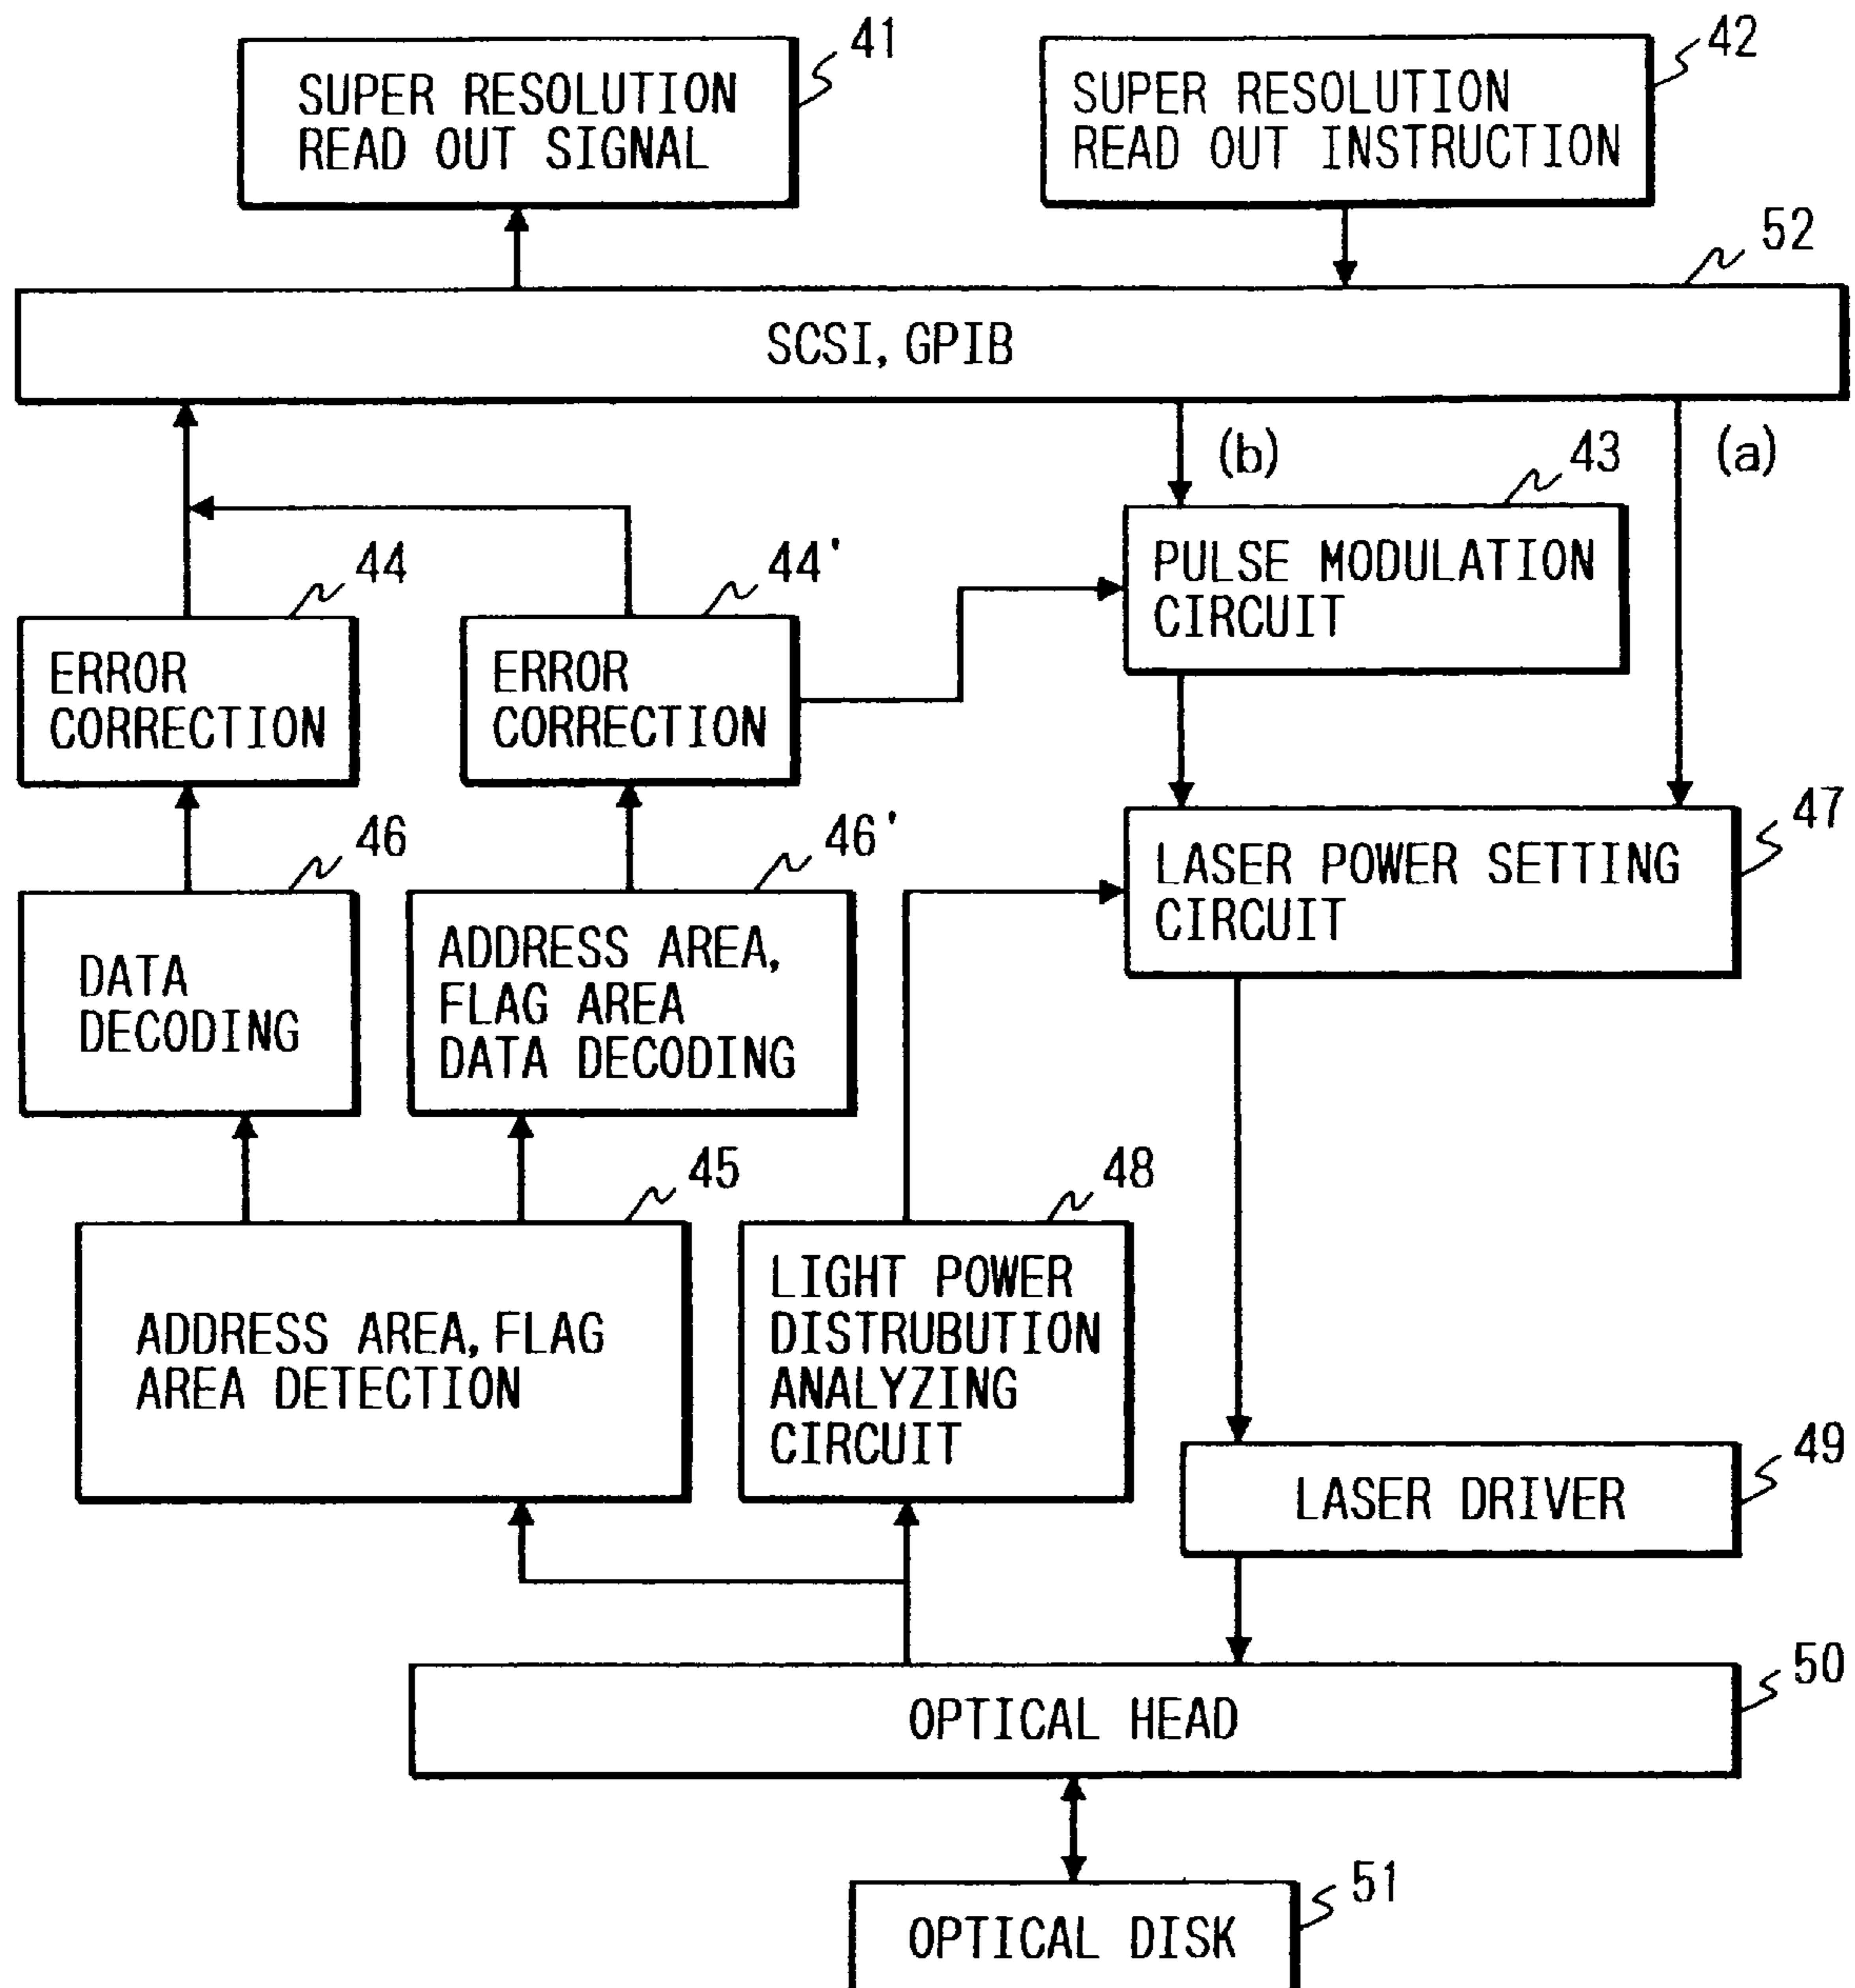 41
SUPER RESOLUTION
READ OUT SIGNAL
42
SUPER RESOLUTION
READ OUT INSTRUCTION
52
SCSI, GPIB
(b)
(a)
43
PULSE MODULATION
CIRCUIT
44
ERROR
CORRECTION
44'
ERROR
CORRECTION
46
DATA
DECODING
46'
ADDRESS AREA,
FLAG AREA
DATA DECODING
47
LASER POWER SETTING
CIRCUIT
45
ADDRESS AREA, FLAG
AREA DETECTION
48
LIGHT POWER
DISTRUBUTION
ANALYZING
CIRCUIT
49
LASER DRIVER
50
OPTICAL HEAD
51
OPTICAL DISK